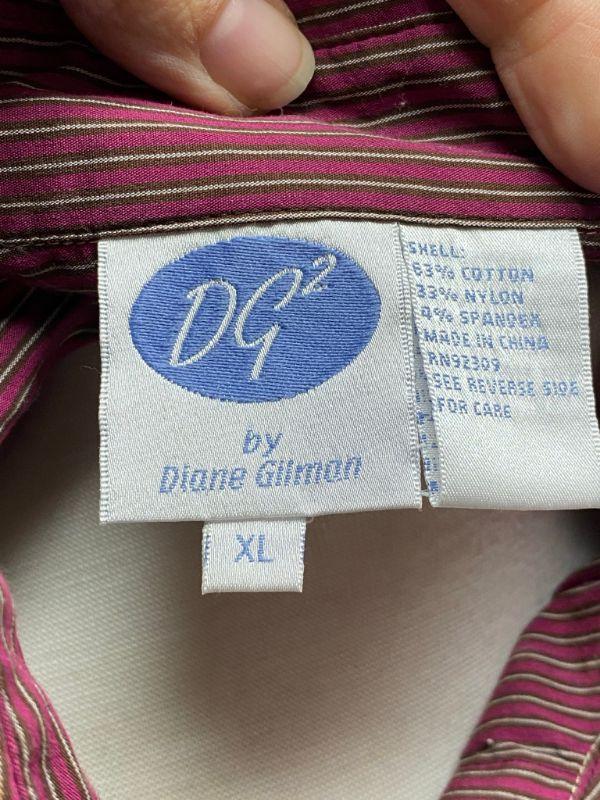 DG²
by
Diane Gilman
XL
SHELL:
63% COTTON
33% NYLON
4% SPANDEX
MADE IN CHINA
RN92309
SEE REVERSE SIDE
FOR CARE